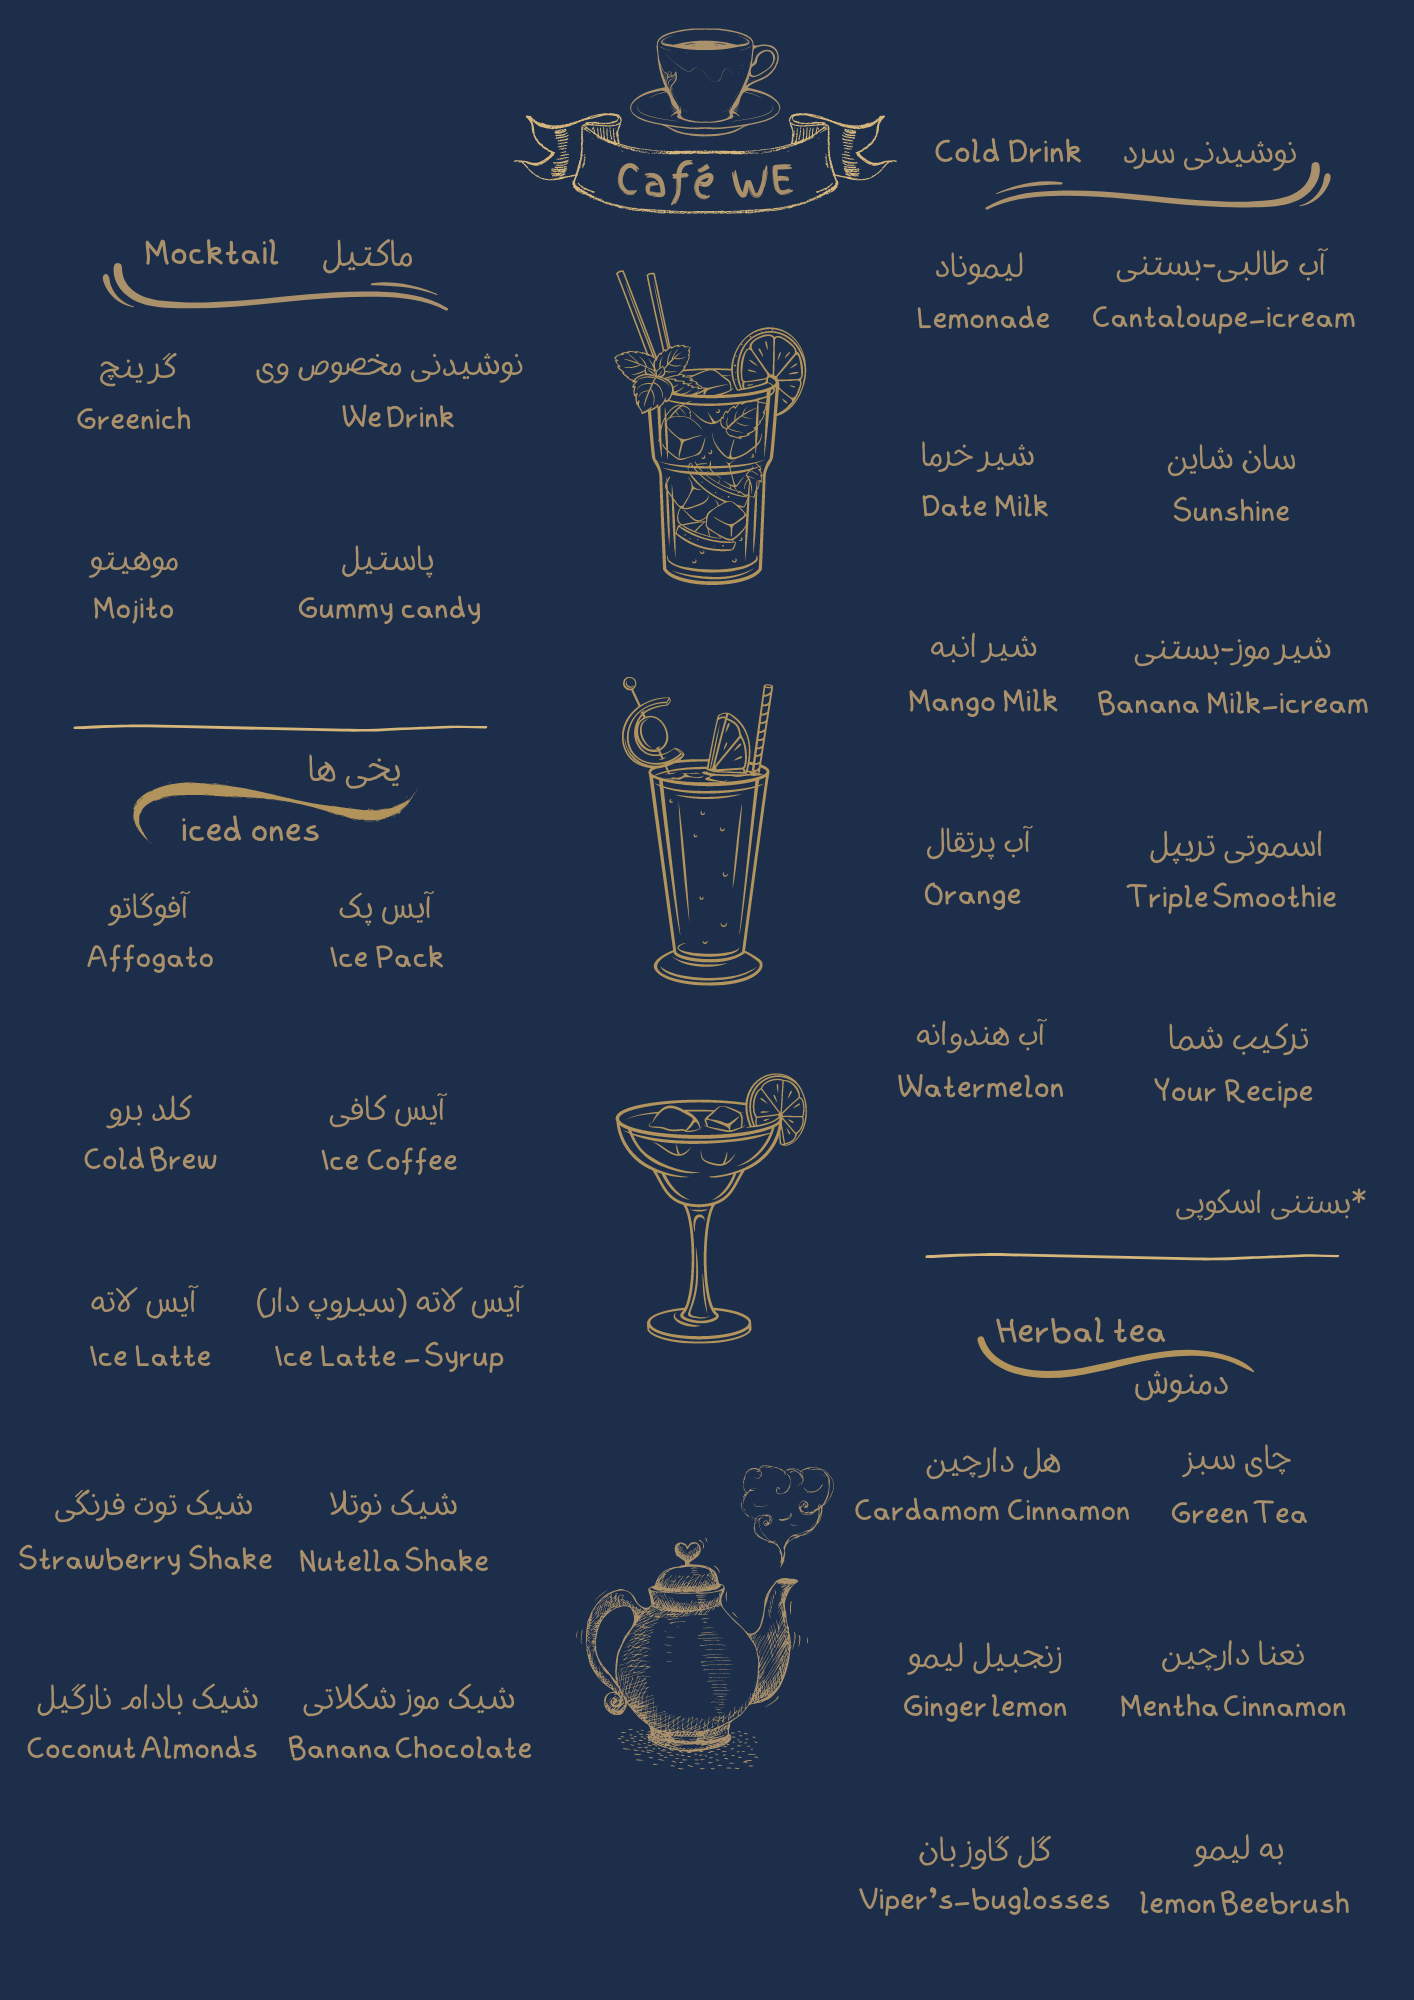 Café WE
Cold Drink نوشیدنی سرد
لیموناد آب طالبی-بستنی
Lemonade Cantaloupe-icream
شیر خرما سان شاین
Date Milk Sunshine
شیر انبه شیر موز-بستنی
Mango Milk Banana Milk-icream
آب پرتقال اسموتی تریپل
Orange Triple Smoothie
آب هندوانه ترکیب شما
Watermelon Your Recipe
*بستنی اسکوپی
Herbal tea
دمنوش
هل دارچین چای سبز
Cardamom Cinnamon Green Tea
زنجبیل لیمو نعنا دارچین
Ginger lemon Mentha Cinnamon
گل گاوزبان به لیمو
Viper's-buglosses lemon Beebrush
Mocktail ماکتیل
گرینچ نوشیدنی مخصوص وی
Greenich We Drink
موهیتو پاستیل
Mojito Gummy candy
یخی ها
iced ones
آفوگاتو آیس پک
Affogato Ice Pack
کلد برو آیس کافی
Cold Brew Ice Coffee
آیس لاته آیس لاته (سیروپ دار)
Ice Latte Ice Latte - Syrup
شیک توت فرنگی شیک نوتلا
Strawberry Shake Nutella Shake
شیک بادام نارگیل شیک موز شکلاتی
Coconut Almonds Banana Chocolate